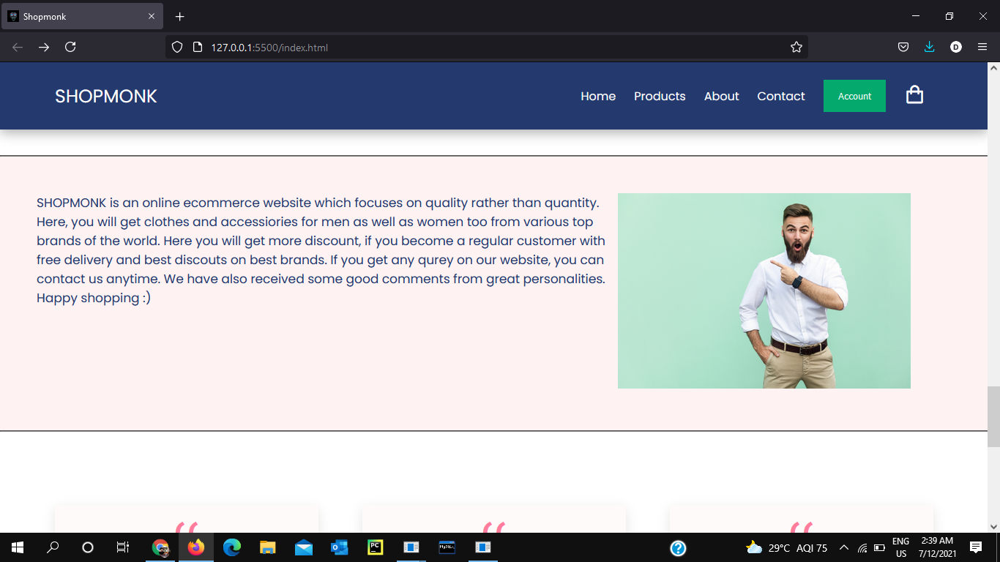 Shopmonk
127.0.0.1:5500/index.html
D
SHOPMONK
Home Products About Contact Account
SHOPMONK is an online ecommerce website which focuses on quality rather than quantity.
Here, you will get clothes and accessiories for men as well as women too from various top
brands of the world. Here you will get more discount, if you become a regular customer with
free delivery and best discouts on best brands. If you get any qurey on our website, you can
contact us anytime. We have also received some good comments from great personalities.
Happy shopping :)
“ “ “
PC
MySQL
29°C AQI 75
ENG
US
2:39 AM
7/12/2021